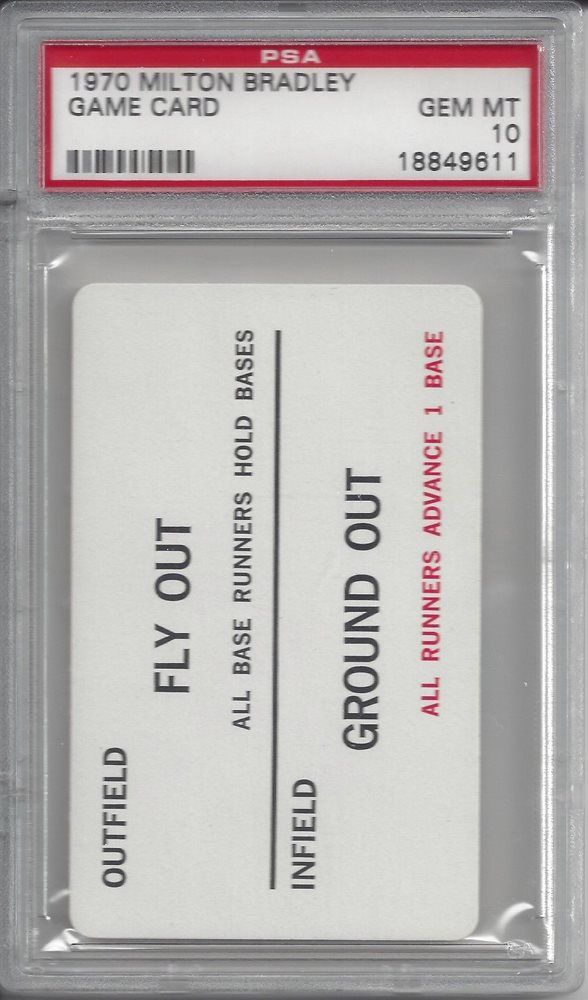 PSA
1970 MILTON BRADLEY
GAME CARD
GEM MT
10
18849611
OUTFIELD
FLY OUT
ALL BASE RUNNERS HOLD BASES
INFIELD
GROUND OUT
ALL RUNNERS ADVANCE 1 BASE